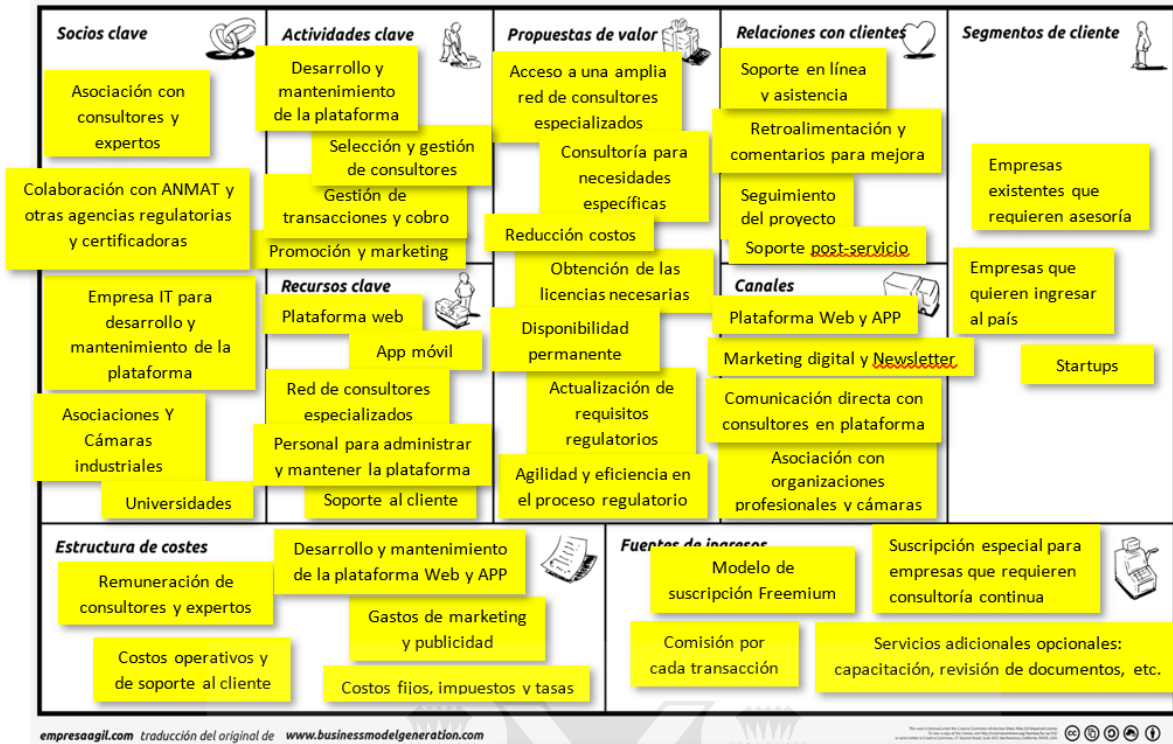 Socios clave
Asociación con
consultores y
expertos
Colaboración con ANMAT y
otras agencias regulatorias
y certificadoras
Empresa IT para
desarrollo y
mantenimiento de la
plataforma
Asociaciones Y
Cámaras
industriales
Universidades
Actividades clave
Desarrollo y
mantenimiento
de la plataforma
Selección y gestión
de consultores
Gestión de
transacciones y cobro
Promoción y marketing
Recursos clave
Plataforma web
App móvil
Red de consultores
especializados
Personal para administrar
y mantener la plataforma
Soporte al cliente
Propuestas de valor
Acceso a una amplia
red de consultores
especializados
Consultoría para
necesidades
específicas
Reducción costos
Obtención de las
licencias necesarias
Disponibilidad
permanente
Actualización de
requisitos
regulatorios
Agilidad y eficiencia en
el proceso regulatorio
Relaciones con clientes
Soporte en línea
y asistencia
Retroalimentación y
comentarios para mejora
Seguimiento
del proyecto
Soporte post-servicio
Canales
Plataforma Web y APP
Marketing digital y Newsletter
Comunicación directa con
consultores en plataforma
Asociación con
organizaciones
profesionales y cámaras
Segmentos de cliente
Empresas
existentes que
requieren asesoría
Empresas que
quieren ingresar
al país
Startups
Estructura de costes
Desarrollo y mantenimiento
de la plataforma Web y APP
Remuneración de
consultores y expertos
Gastos de marketing
y publicidad
Costos operativos y
de soporte al cliente
Costos fijos, impuestos y tasas
Fuentes de ingresos
Modelo de
suscripción Freemium
Suscripción especial para
empresas que requieren
consultoría continua
Comisión por
cada transacción
Servicios adicionales opcionales:
capacitación, revisión de documentos, etc.
empresaagil.com traducción del original de www.businessmodelgeneration.com